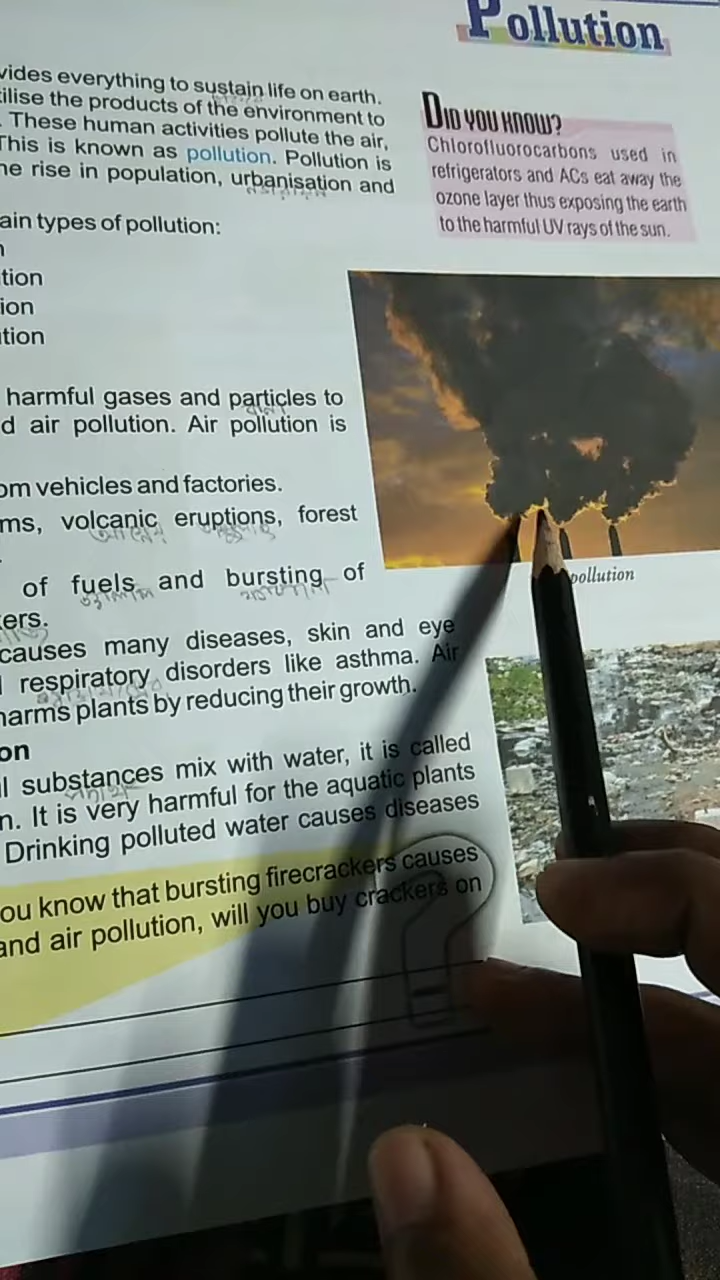 Pollution
vides everything to sustain life on earth.
ilise the products of the environment to
. These human activities pollute the air,
This is known as pollution. Pollution is
he rise in population, urbanisation and
DID YOU KNOW?
Chlorofluorocarbons used in
refrigerators and ACs eat away the
ozone layer thus exposing the earth
to the harmful UV rays of the sun.
ain types of pollution:
n
tion
ion
tion
harmful gases and particles to
d air pollution. Air pollution is
om vehicles and factories.
ms, volcanic eruptions, forest
.
of fuels and bursting of
kers.
pollution
causes many diseases, skin and eye
respiratory disorders like asthma. Air
harms plants by reducing their growth.
on
l substances mix with water, it is called
n. It is very harmful for the aquatic plants
Drinking polluted water causes diseases
ou know that bursting firecrackers causes
and air pollution, will you buy crackers on
?